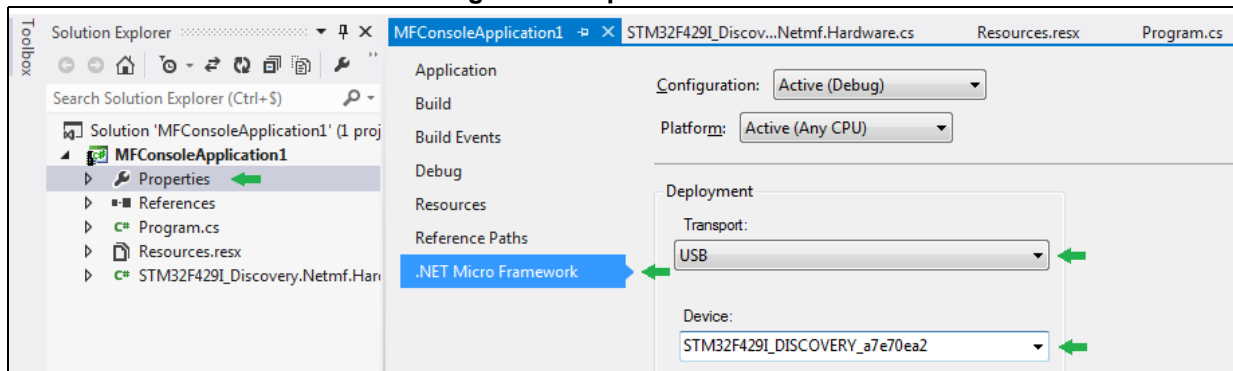 Toolbox
Solution Explorer
Search Solution Explorer (Ctrl+$)
Solution 'MFConsoleApplication1' (1 proj
MFConsoleApplication1
Properties
References
C# Program.cs
Resources.resx
C# STM32F429I_Discovery.Netmf.Har
MFConsoleApplication1 STM32F429I_Discov...Netmf.Hardware.cs Resources.resx Program.cs
Application
Build
Build Events
Debug
Resources
Reference Paths
.NET Micro Framework
Configuration: Active (Debug)
Platform: Active (Any CPU)
Deployment
Transport:
USB
Device:
STM32F429I_DISCOVERY_a7e70ea2